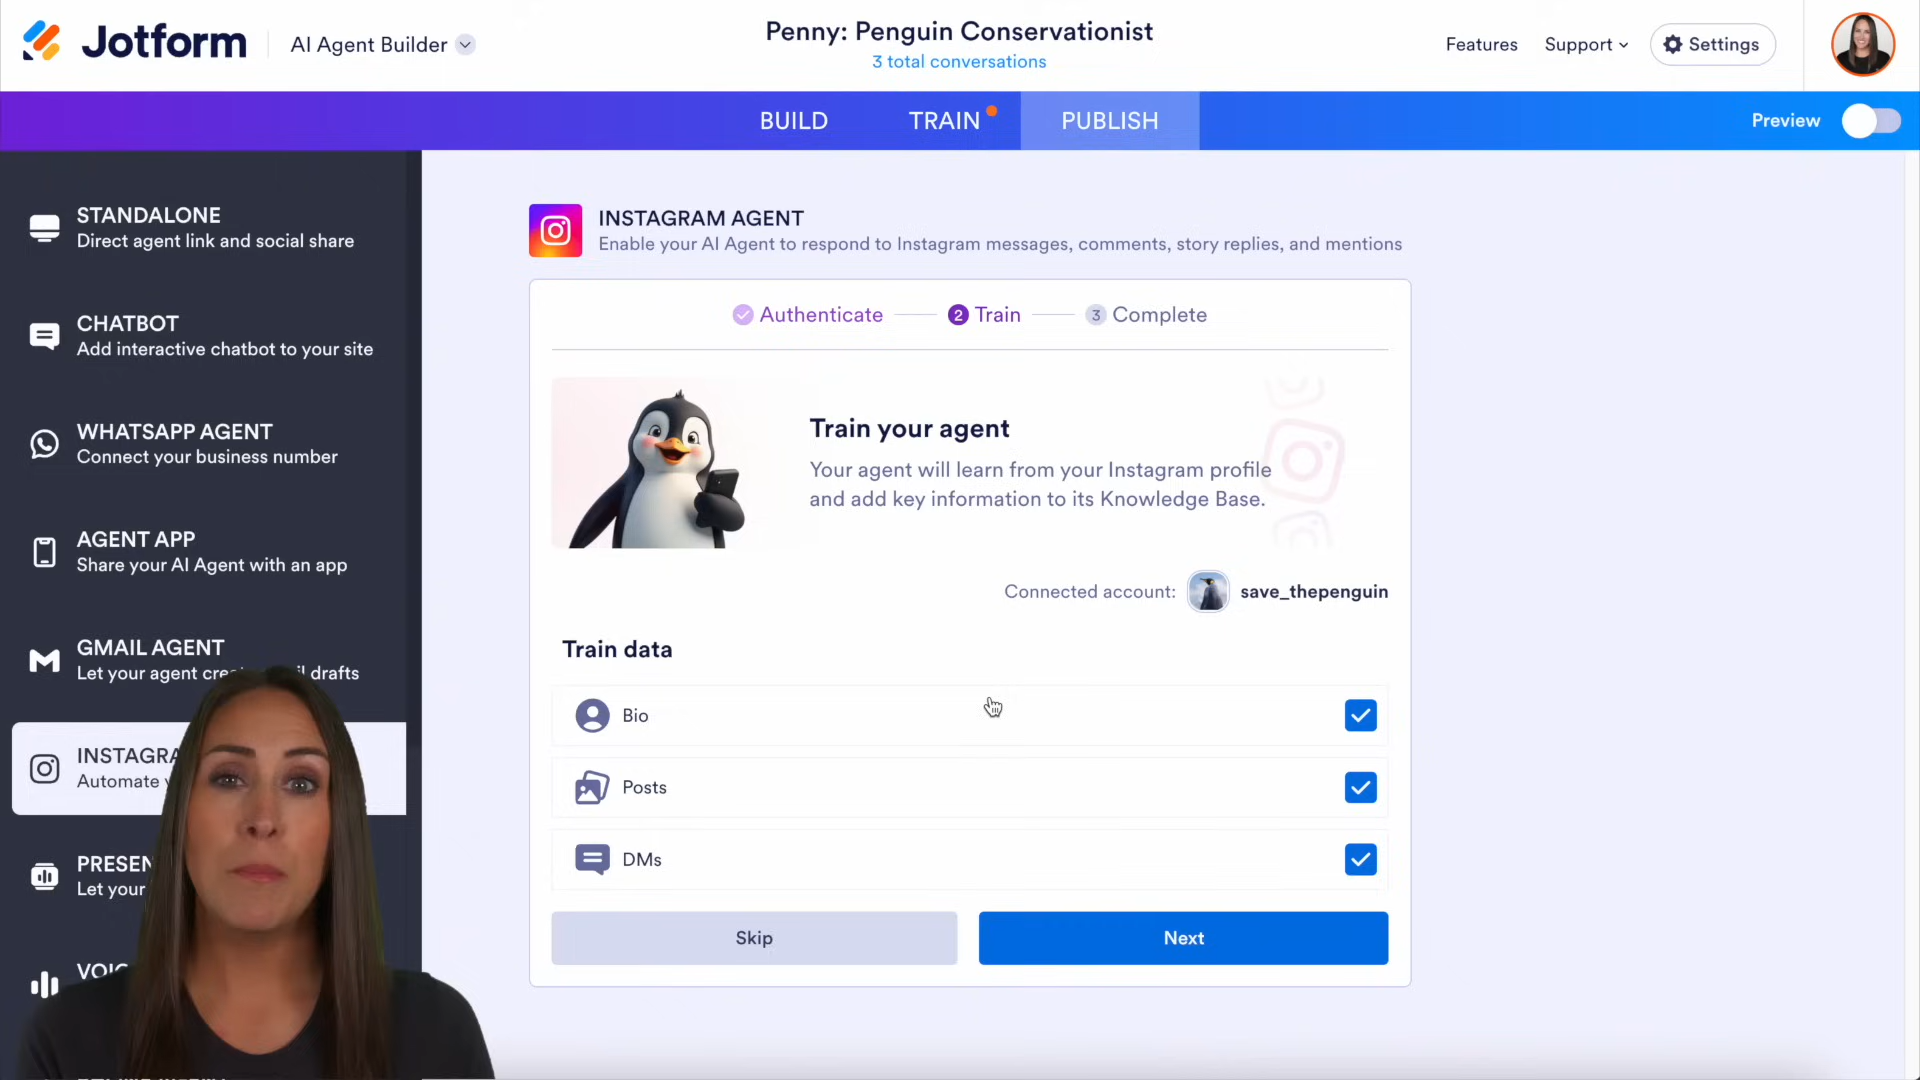 Jotform
AI Agent Builder
Penny: Penguin Conservationist
3 total conversations
Features
Support
Settings
BUILD
TRAIN
PUBLISH
Preview
STANDALONE
Direct agent link and social share
CHATBOT
Add interactive chatbot to your site
WHATSAPP AGENT
Connect your business number
AGENT APP
Share your AI Agent with an app
GMAIL AGENT
Let your agent drafts
Automate
Let your
INSTAGRAM AGENT
Enable your AI Agent to respond to Instagram messages, comments, story replies, and mentions
Authenticate
2 Train
3 Complete
Train your agent
Your agent will learn from your Instagram profile
and add key information to its Knowledge Base.
Connected account: save_thepenguin
Train data
Bio
Posts
DMs
Skip
Next